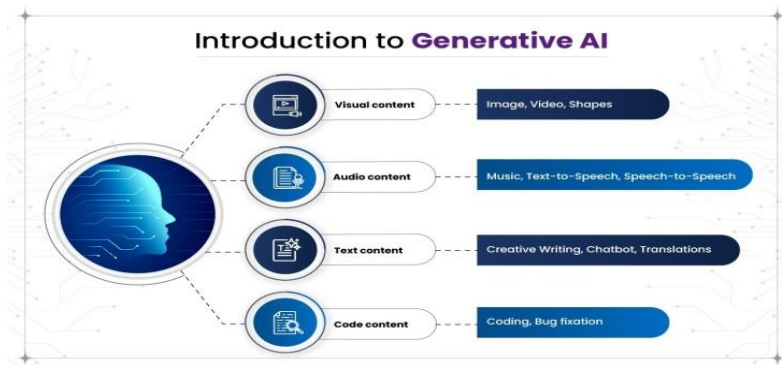 Introduction to Generative AI
Visual content
Image, Video, Shapes
Audio content
Music, Text-to-Speech, Speech-to-Speech
Text content
Creative Writing, Chatbot, Translations
Code content
Coding, Bug fixation